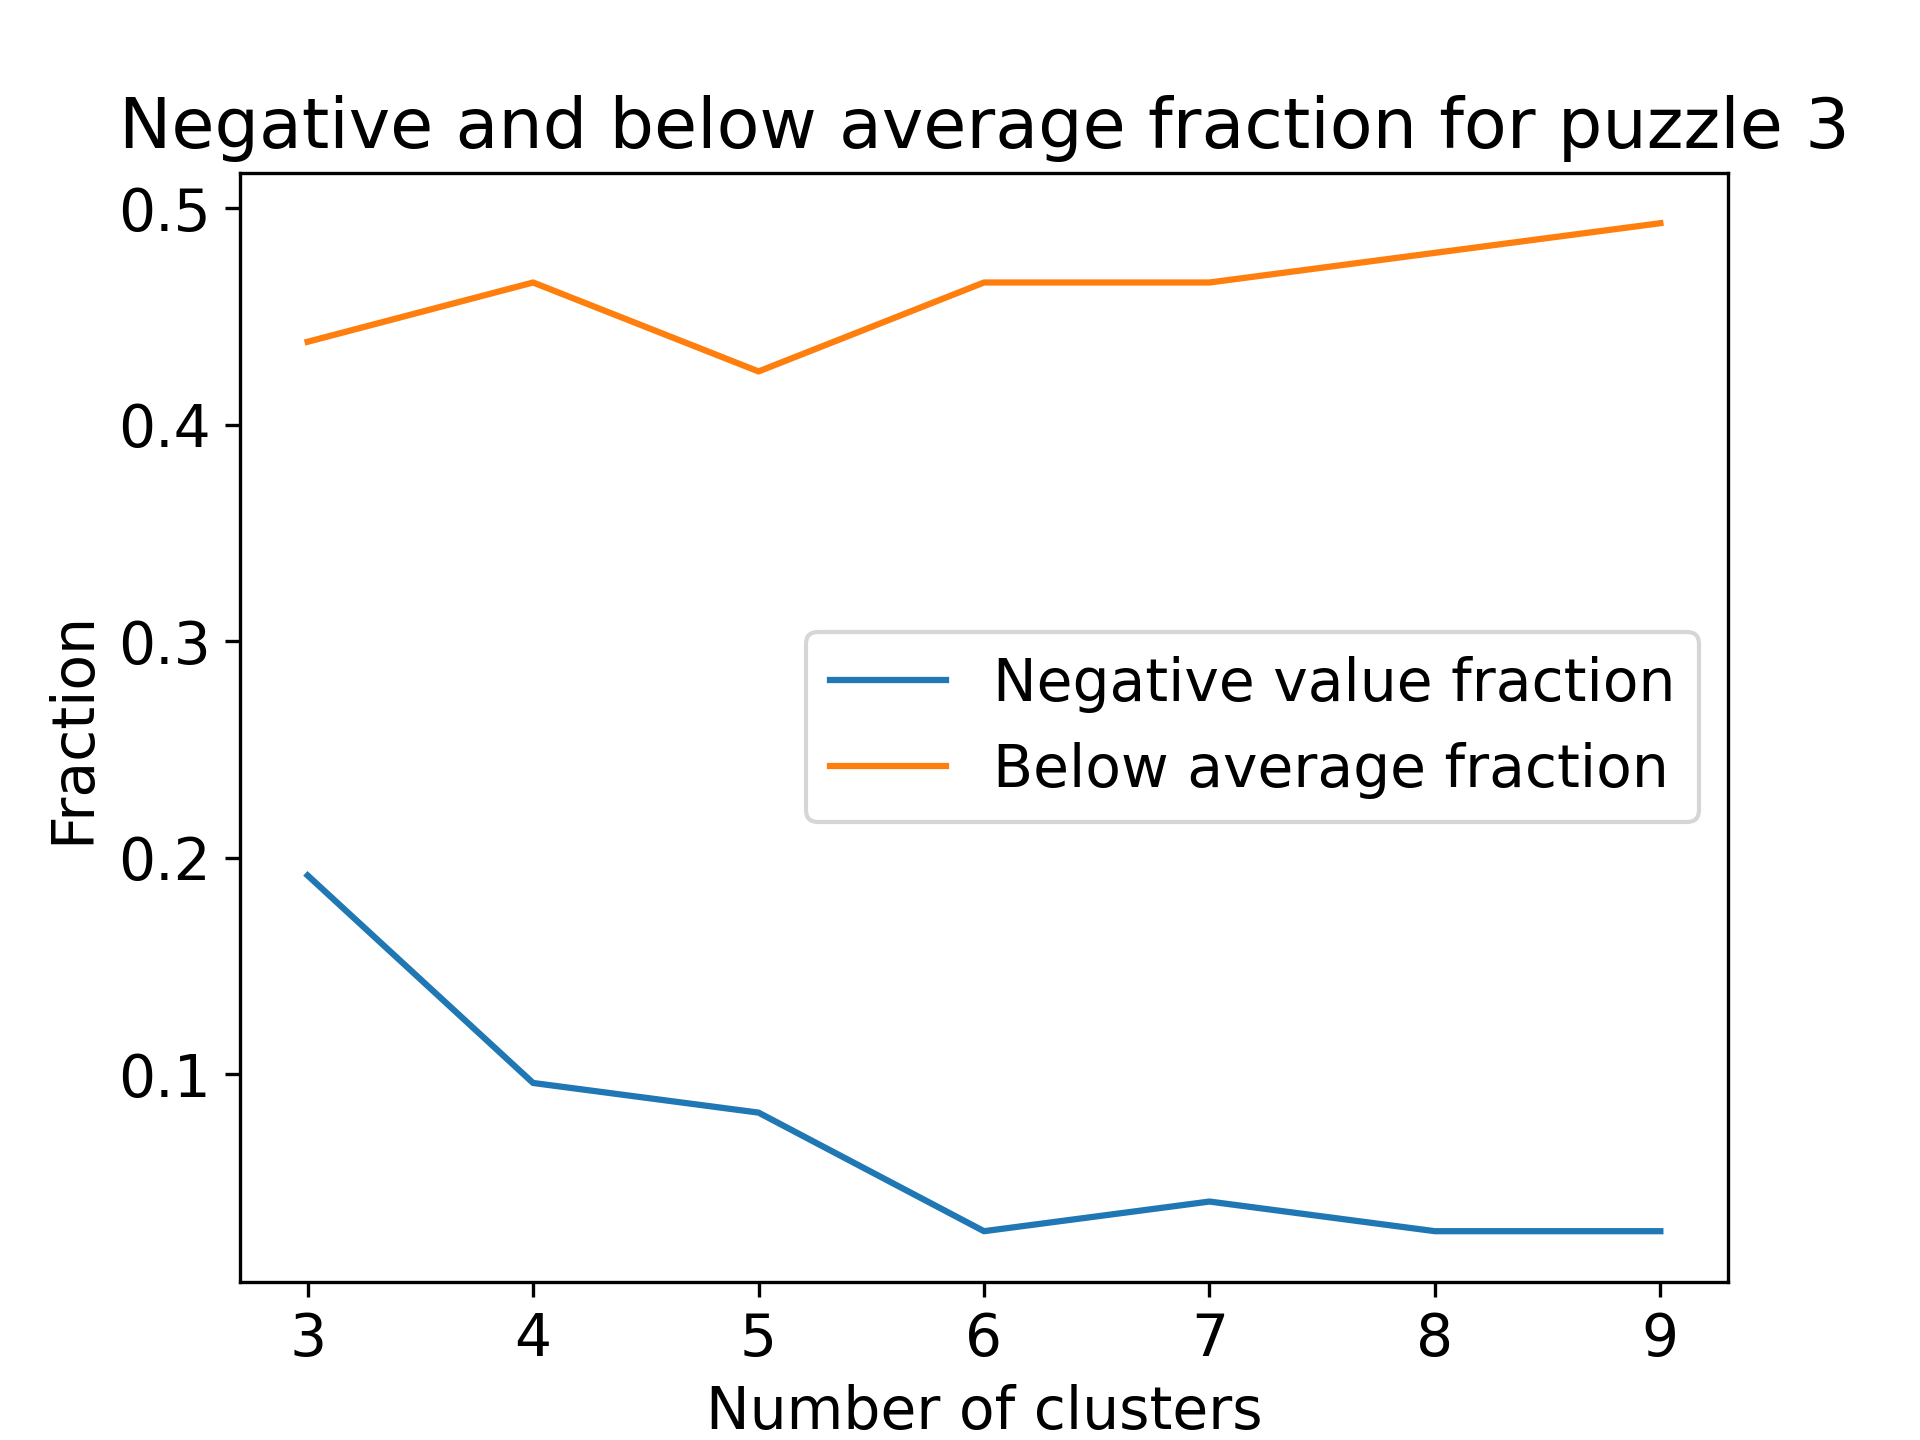 Negative and below average fraction for puzzle 3
0.5
0.4
0.3
0.2
0.1
Fraction
Negative value fraction
Below average fraction
3 4 5 6 7 8 9
Number of clusters